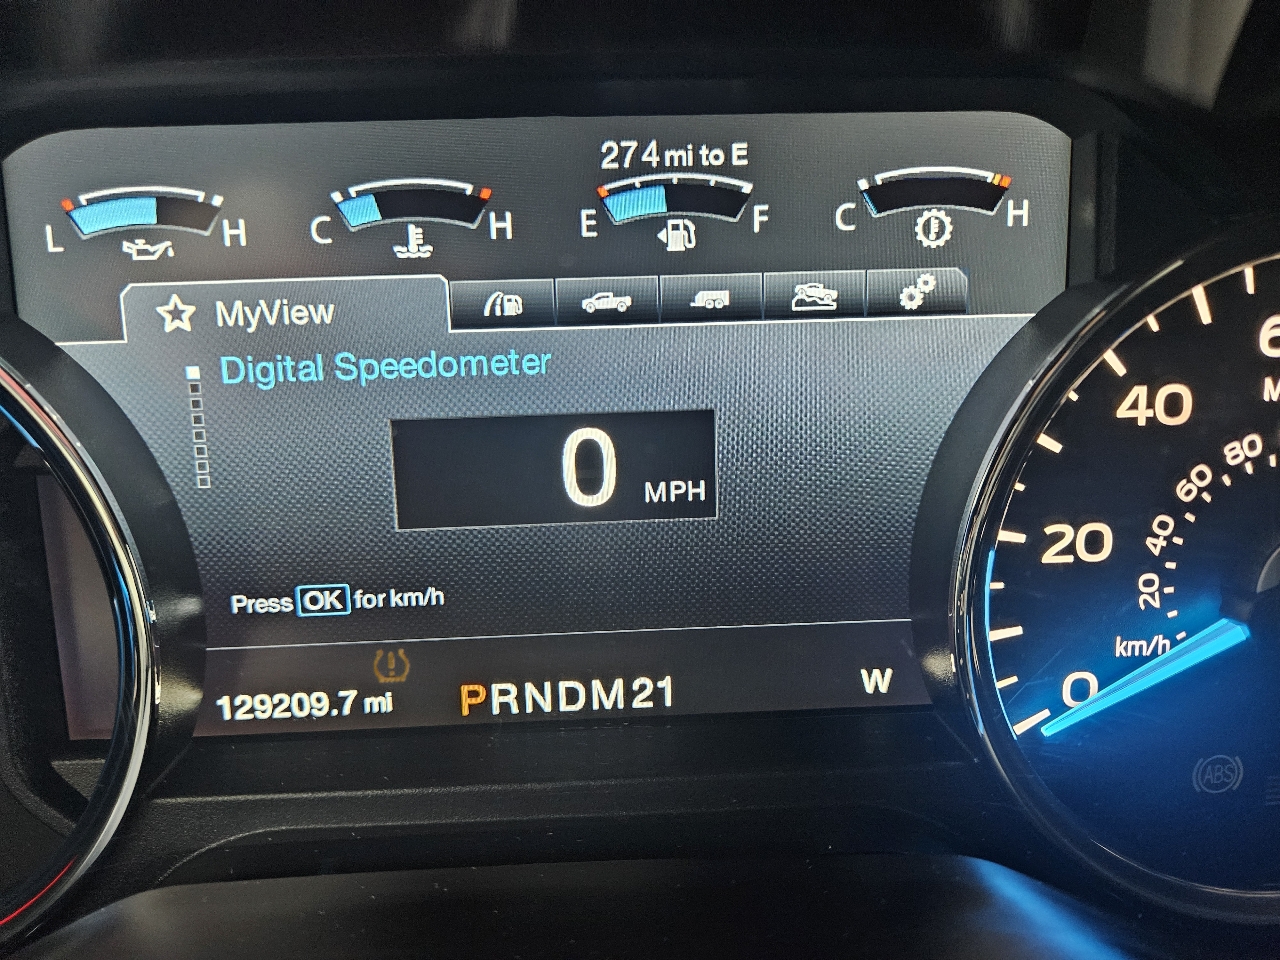 274 mi to E
L H C H E F C H
MyView
Digital Speedometer
0 MPH
Press OK for km/h
129209.7 mi PRNDM21 W
40
20
0
80
60
40
20
km/h
ABS